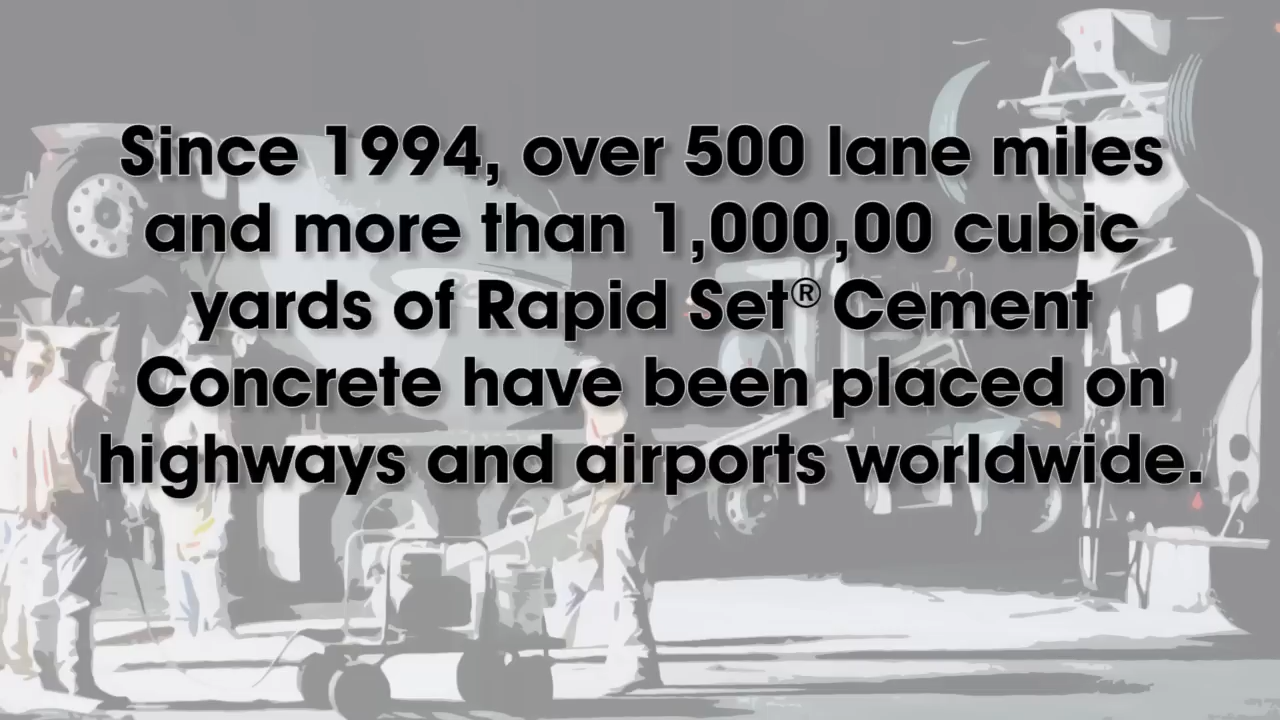 Since 1994, over 500 lane miles
and more than 1,000,00 cubic
yards of Rapid Set® Cement
Concrete have been placed on
highways and airports worldwide.